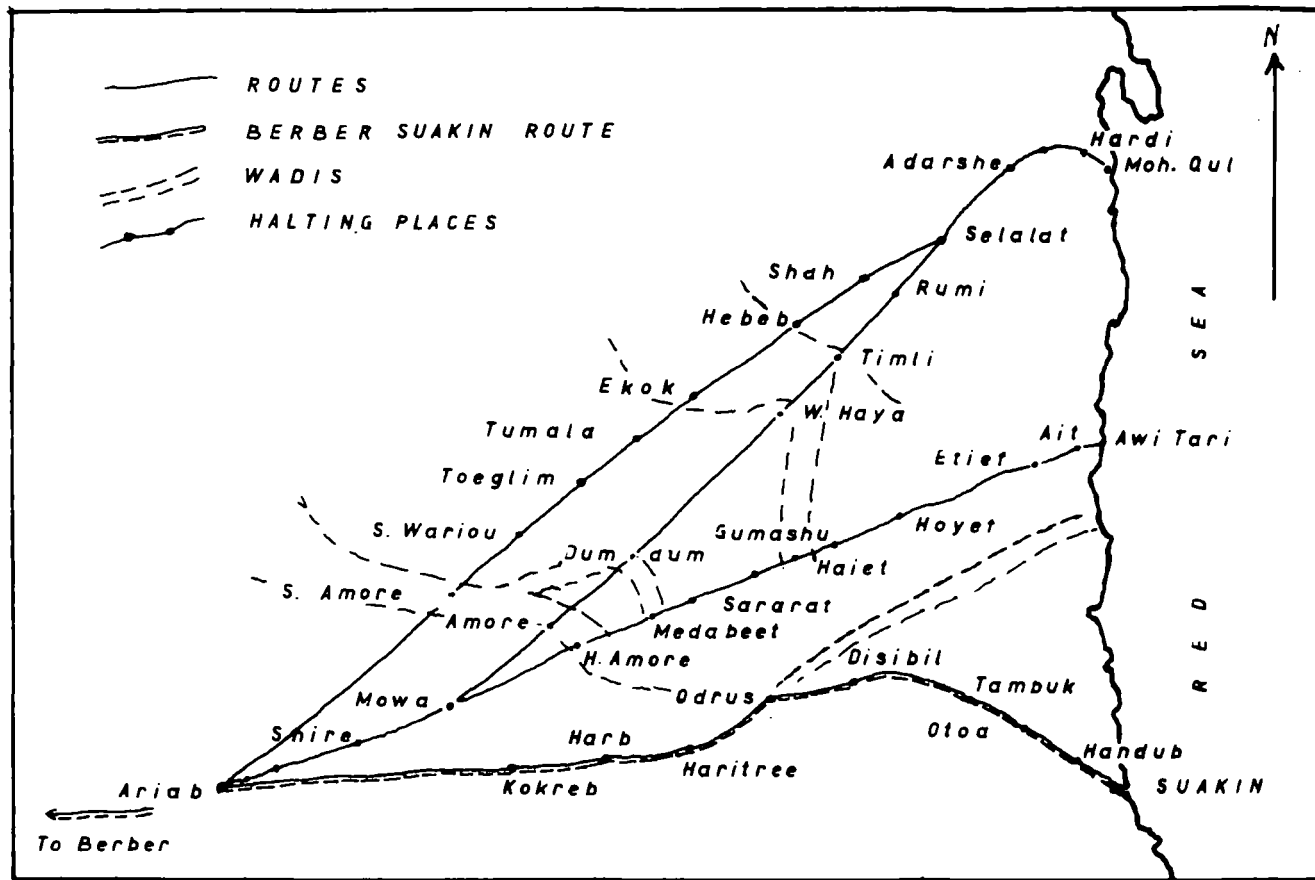 N
ROUTES
BERBER SUAKIN ROUTE
WADIS
HALTING PLACES
Hardi
Adarshe
Moh. Qul
Selalat
Shah
Rumi
Hebeb
Timli
Ekok
W. Haya
Tumala
Ait
Awi Tari
Etief
Toeglim
Hoyet
S. Wariou
Gumashu
Dum aum
Haiet
S. Amore
Sararat
Amore
Medabeet
H. Amore
Disibil
Mowa
Odrus
Tambuk
Shire
Harb
Otoa
Handub
Haritree
Ariab
Kokreb
SUAKIN
To Berber
RED SEA